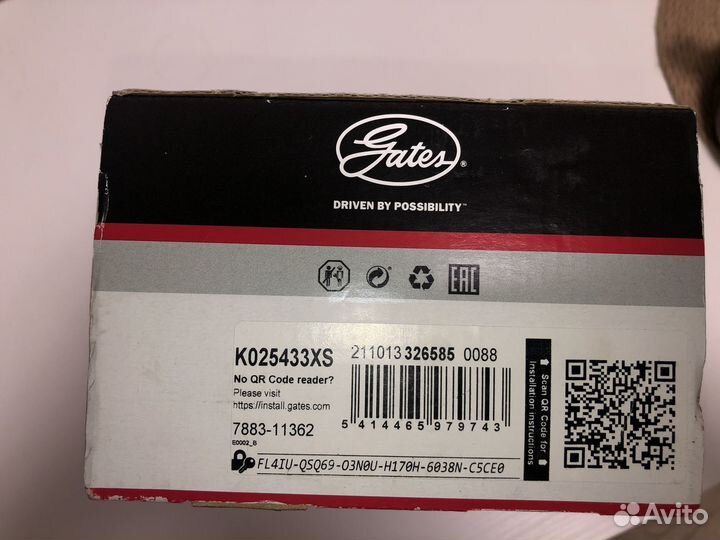 Gates®
DRIVEN BY POSSIBILITY™
EAC
K025433XS
211013 326585 0088
No QR Code reader?
Please visit
https://install.gates.com
7883-11362
E0002_B
5 414465 979743
Scan QR Code for
installation instructions
FL4IU-QSQ69-O3N0U-H170H-6038N-C5CE0
Avito